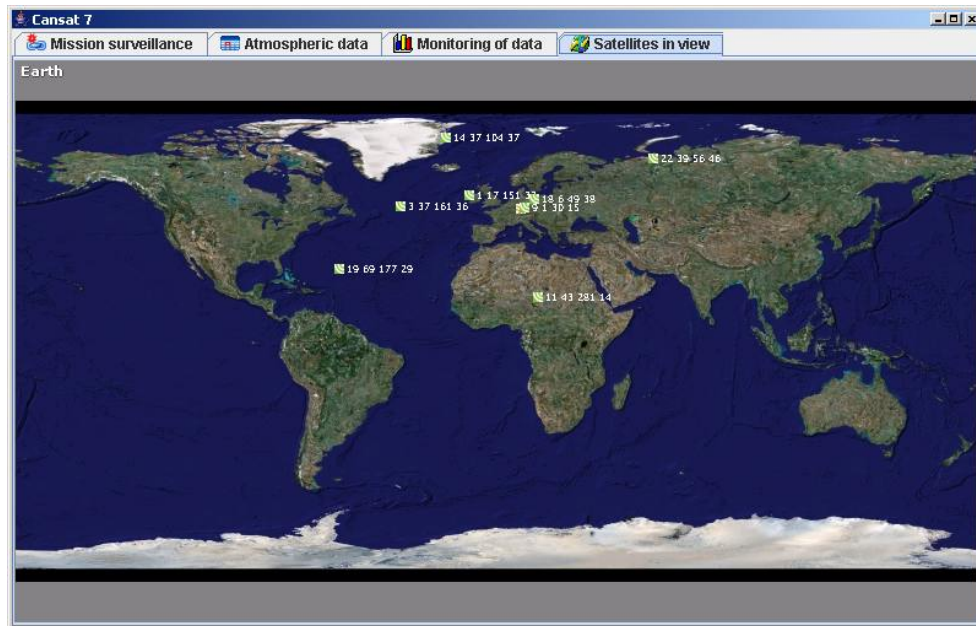 Cansat 7
Mission surveillance Atmospheric data Monitoring of data Satellites in view
Earth
14 37 104 37
22 39 56 46
1 17 151
18 6 49 38
3 37 161 36
9 1 30 15
19 69 177 29
11 43 281 14